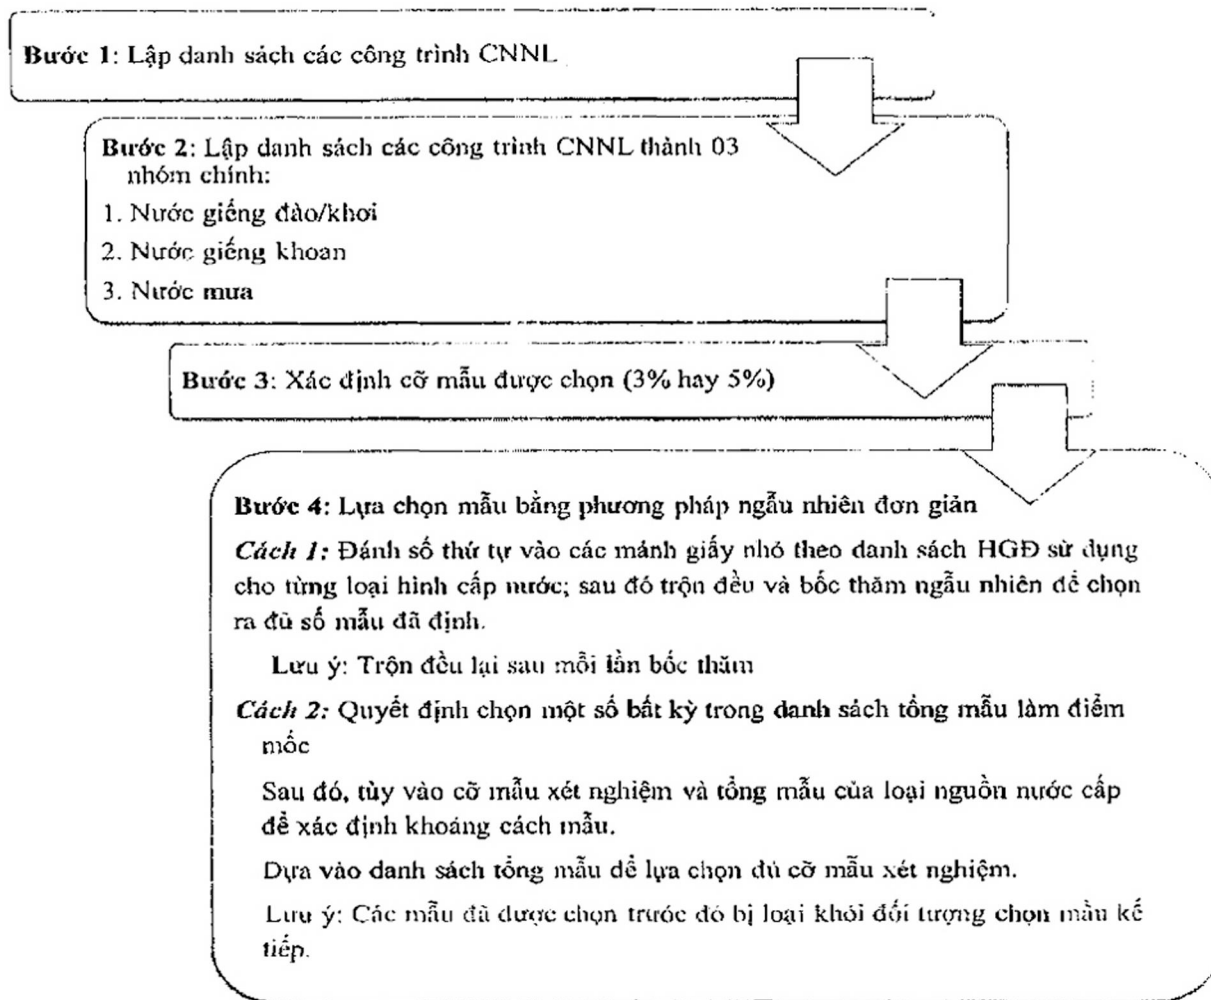 Bước 1: Lập danh sách các công trình CNNL
Bước 2: Lập danh sách các công trình CNNL thành 03
nhóm chính:
1. Nước giếng đào/khơi
2. Nước giếng khoan
3. Nước mưa
Bước 3: Xác định cỡ mẫu được chọn (3% hay 5%)
Bước 4: Lựa chọn mẫu bằng phương pháp ngẫu nhiên đơn giản
Cách 1: Đánh số thứ tự vào các mảnh giấy nhỏ theo danh sách HGĐ sử dụng
cho từng loại hình cấp nước; sau đó trộn đều và bốc thăm ngẫu nhiên để chọn
ra đủ số mẫu đã định.
Lưu ý: Trộn đều lại sau mỗi lần bốc thăm
Cách 2: Quyết định chọn một số bất kỳ trong danh sách tổng mẫu làm điểm
mốc
Sau đó, tùy vào cỡ mẫu xét nghiệm và tổng mẫu của loại nguồn nước cấp
để xác định khoảng cách mẫu.
Dựa vào danh sách tổng mẫu để lựa chọn đủ cỡ mẫu xét nghiệm.
Lưu ý: Các mẫu đã được chọn trước đó bị loại khỏi đối tượng chọn mẫu kế
tiếp.